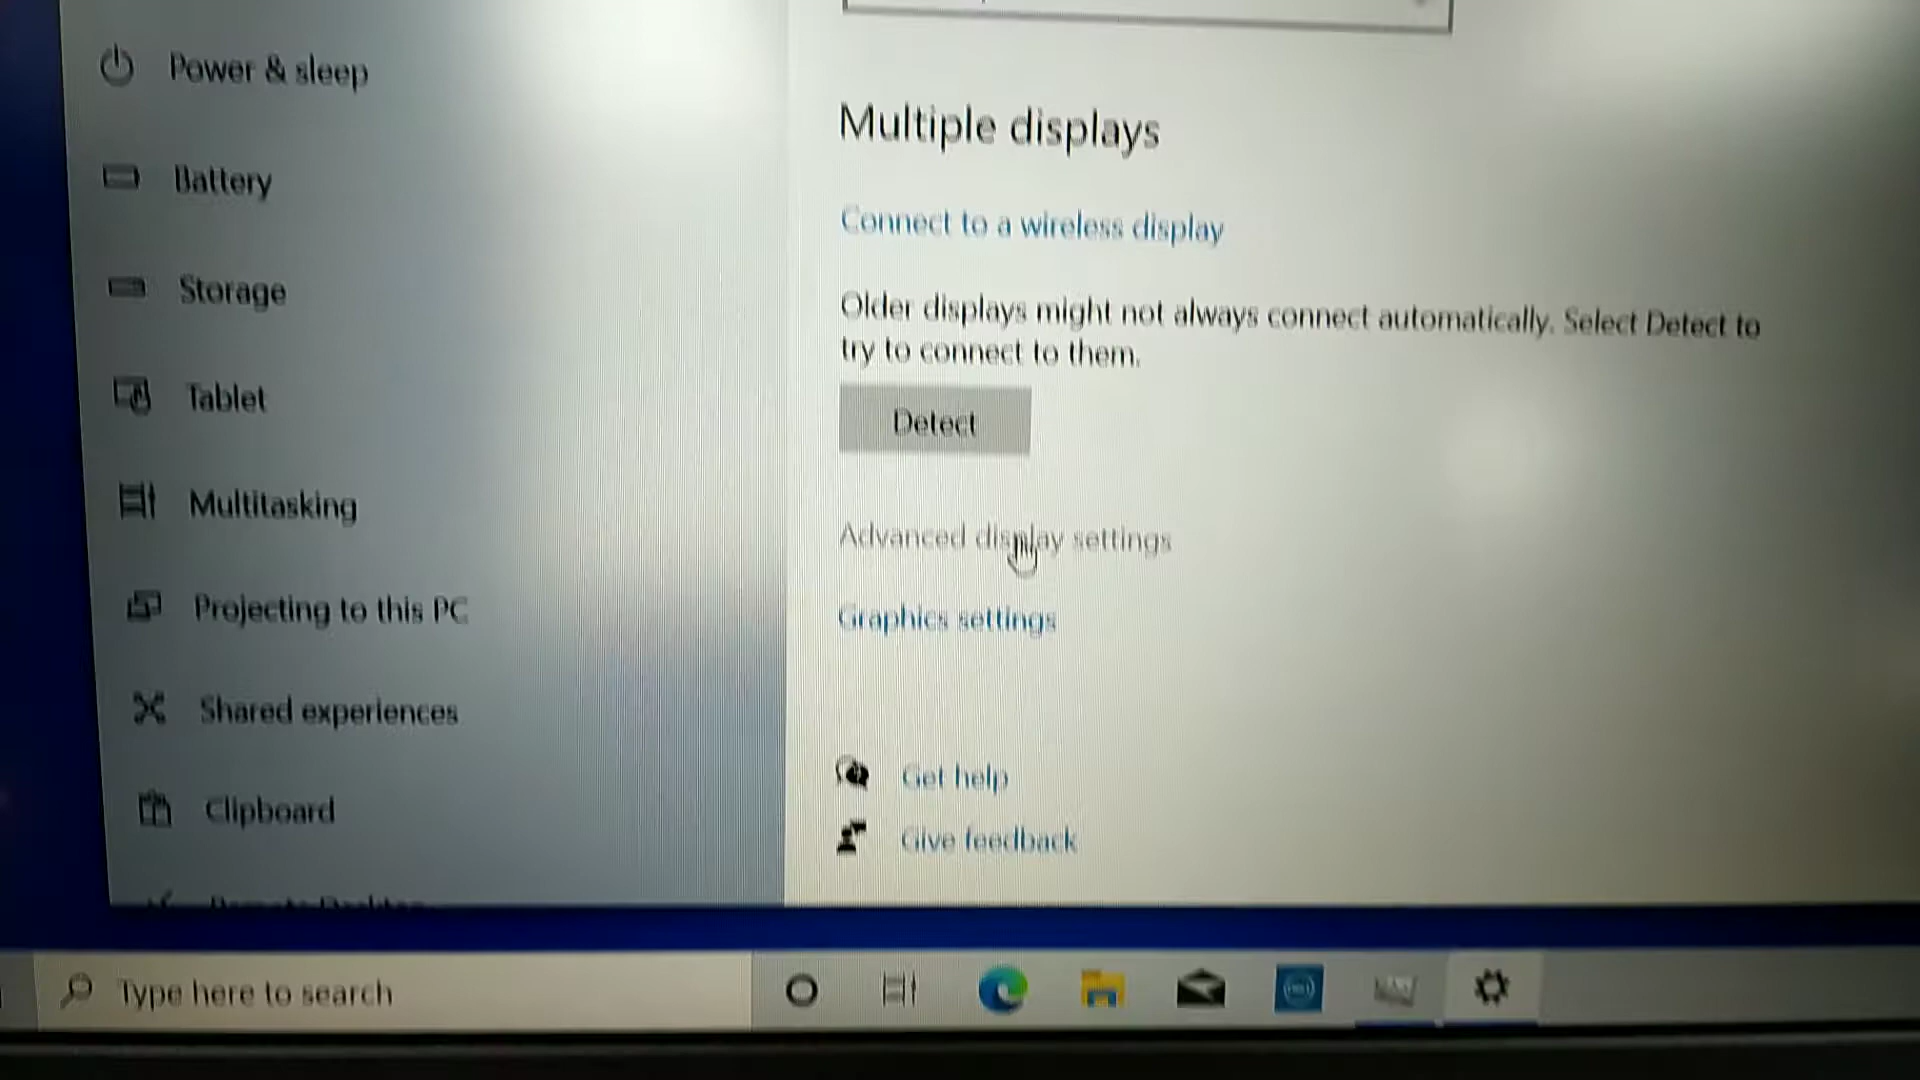 Power & sleep
Battery
Storage
Tablet
Multitasking
Projecting to this PC
Shared experiences
Clipboard
Multiple displays
Connect to a wireless display
Older displays might not always connect automatically. Select Detect to
try to connect to them.
Detect
Advanced display settings
Graphics settings
Get help
Give feedback
Type here to search